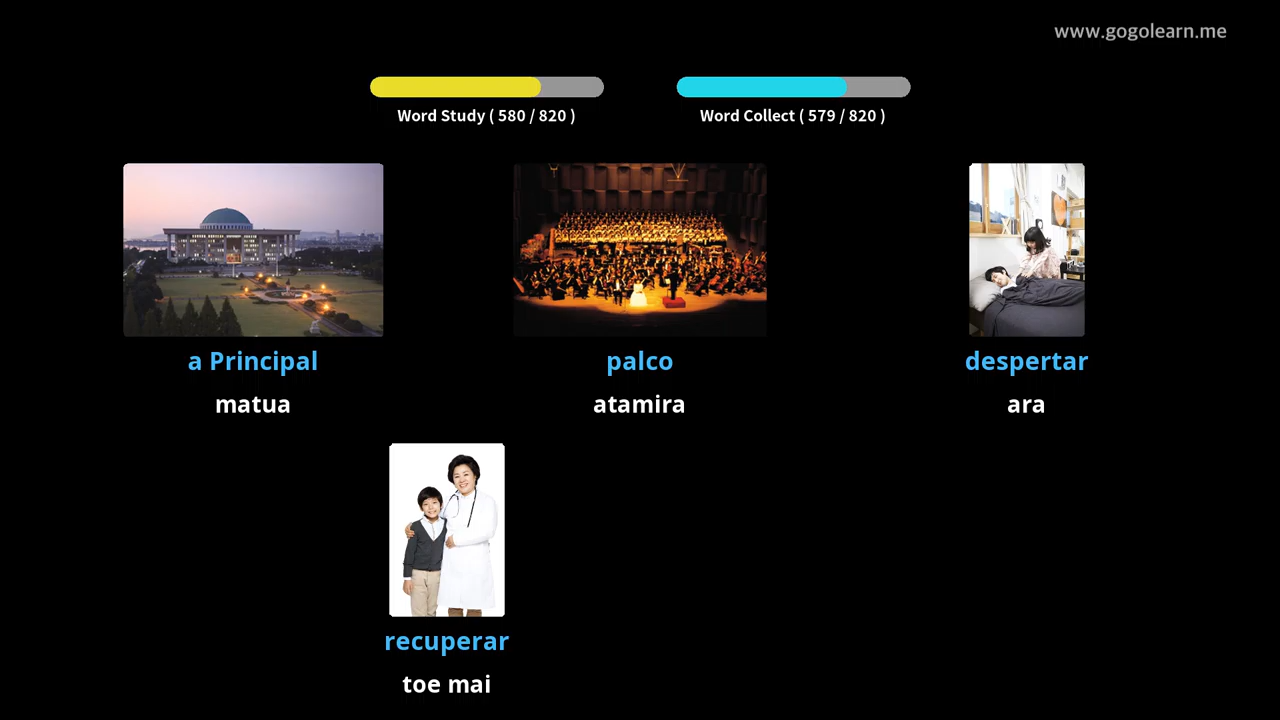 www.gogolearn.me
Word Study ( 580 / 820 )
Word Collect ( 579 / 820 )
a Principal
matua
palco
atamira
despertar
ara
recuperar
toe mai